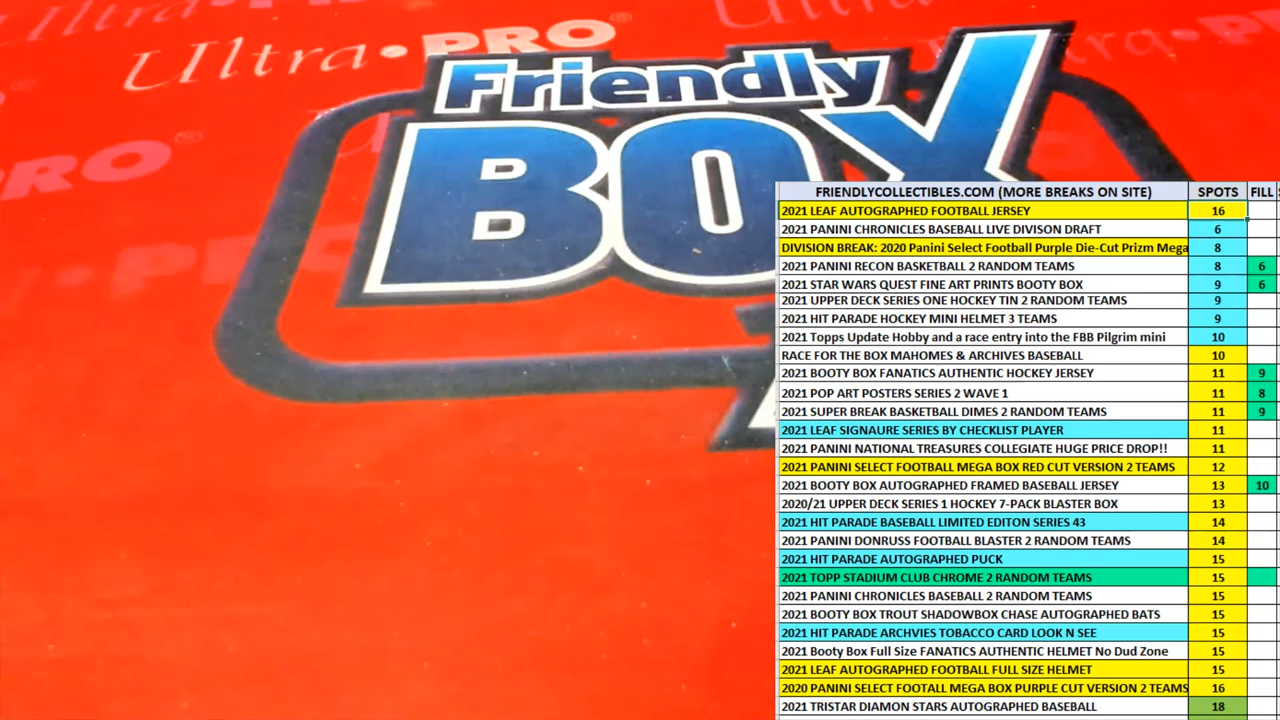 Ultra•PRO®
Friendly
BOX
PRO®
FRIENDLYCOLLECTIBLES.COM (MORE BREAKS ON SITE) SPOTS FILL
2021 LEAF AUTOGRAPHED FOOTBALL JERSEY 16
2021 PANINI CHRONICLES BASEBALL LIVE DIVISON DRAFT 6
DIVISION BREAK: 2020 Panini Select Football Purple Die-Cut Prizm Mega 8
2021 PANINI RECON BASKETBALL 2 RANDOM TEAMS 8 6
2021 STAR WARS QUEST FINE ART PRINTS BOOTY BOX 9 6
2021 UPPER DECK SERIES ONE HOCKEY TIN 2 RANDOM TEAMS 9
2021 HIT PARADE HOCKEY MINI HELMET 3 TEAMS 9
2021 Topps Update Hobby and a race entry into the FBB Pilgrim mini 10
RACE FOR THE BOX MAHOMES & ARCHIVES BASEBALL 10
2021 BOOTY BOX FANATICS AUTHENTIC HOCKEY JERSEY 11 9
2021 POP ART POSTERS SERIES 2 WAVE 1 11 8
2021 SUPER BREAK BASKETBALL DIMES 2 RANDOM TEAMS 11 9
2021 LEAF SIGNAURE SERIES BY CHECKLIST PLAYER 11
2021 PANINI NATIONAL TREASURES COLLEGIATE HUGE PRICE DROP!! 11
2021 PANINI SELECT FOOTBALL MEGA BOX RED CUT VERSION 2 TEAMS 12
2021 BOOTY BOX AUTOGRAPHED FRAMED BASEBALL JERSEY 13 10
2020/21 UPPER DECK SERIES 1 HOCKEY 7-PACK BLASTER BOX 13
2021 HIT PARADE BASEBALL LIMITED EDITON SERIES 43 14
2021 PANINI DONRUSS FOOTBALL BLASTER 2 RANDOM TEAMS 14
2021 HIT PARADE AUTOGRAPHED PUCK 15
2021 TOPP STADIUM CLUB CHROME 2 RANDOM TEAMS 15
2021 PANINI CHRONICLES BASEBALL 2 RANDOM TEAMS 15
2021 BOOTY BOX TROUT SHADOWBOX CHASE AUTOGRAPHED BATS 15
2021 HIT PARADE ARCHVIES TOBACCO CARD LOOK N SEE 15
2021 Booty Box Full Size FANATICS AUTHENTIC HELMET No Dud Zone 15
2021 LEAF AUTOGRAPHED FOOTBALL FULL SIZE HELMET 15
2020 PANINI SELECT FOOTALL MEGA BOX PURPLE CUT VERSION 2 TEAMS 16
2021 TRISTAR DIAMON STARS AUTOGRAPHED BASEBALL 18